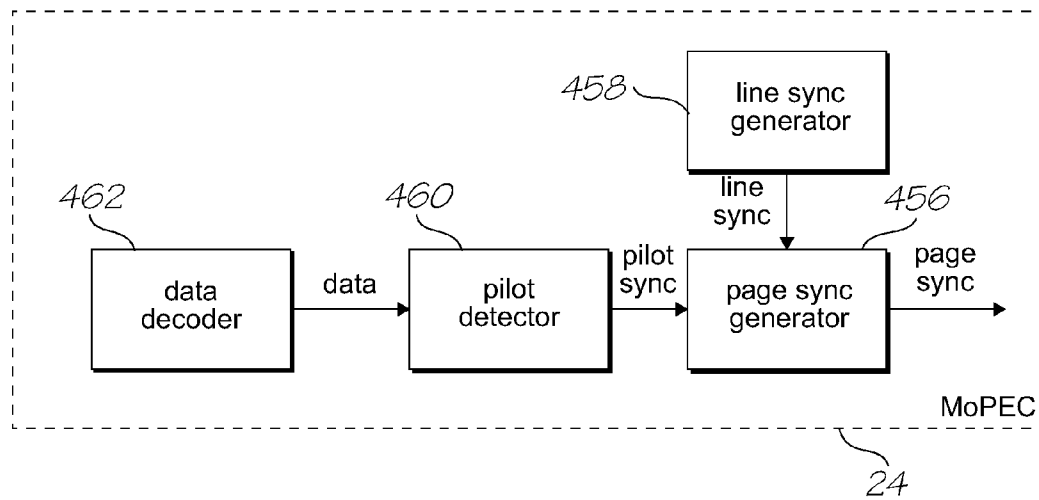 458
line sync
generator
line
sync
462
460
456
data
decoder
data
pilot
detector
pilot
sync
page sync
generator
page
sync
MoPEC
24